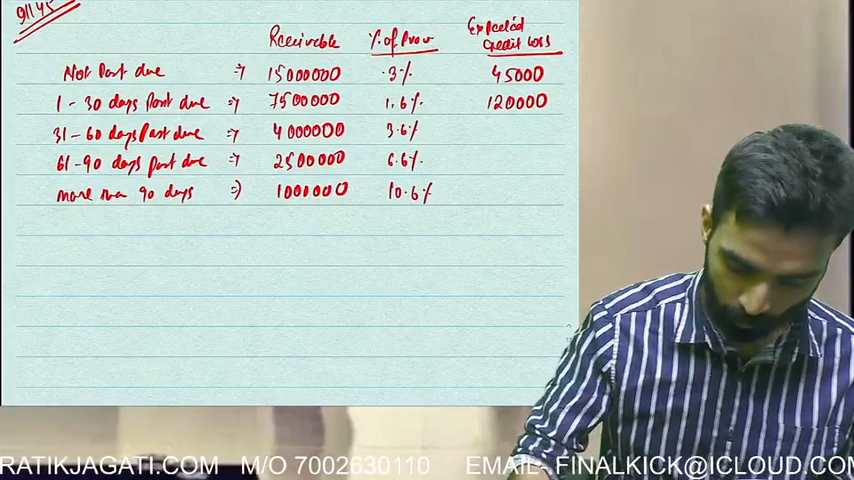 Receivable % of Prov Expected Credit Loss
Not Past due => 15000000 .3% 45000
1-30 days Past due => 7500000 1.6% 120000
31-60 days Past due => 4000000 3.6%
61-90 days past due => 2500000 6.6%
more than 90 days => 1000000 10.6%
RATIKJAGATI.COM M/O 7002630110 EMAIL-FINALKICK@ICLOUD.COM